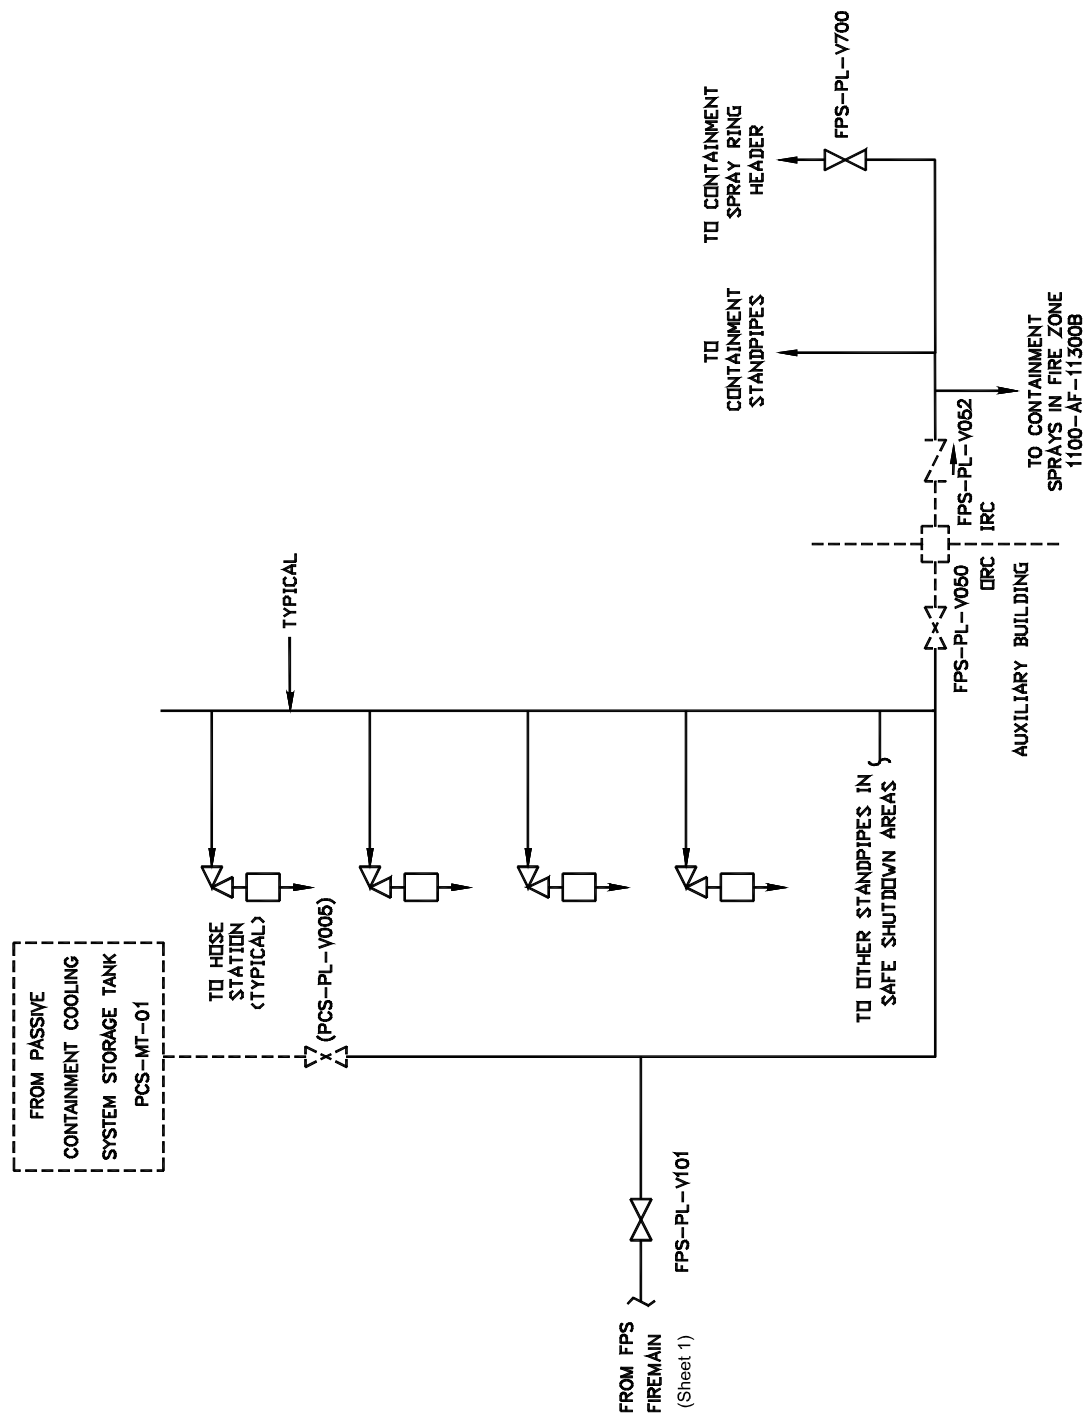 FROM PASSIVE
CONTAINMENT COOLING
SYSTEM STORAGE TANK
PCS-MT-01
(PCS-PL-V005)
TO HOSE
STATION
(TYPICAL)
TYPICAL
FROM FPS
FIREMAIN
(Sheet 1)
FPS-PL-V101
TO OTHER STANDPIPES IN
SAFE SHUTDOWN AREAS
FPS-PL-V050
ORC
IRC
AUXILIARY BUILDING
FPS-PL-V052
TO
CONTAINMENT
STANDPIPES
TO CONTAINMENT
SPRAY RING
HEADER
FPS-PL-V700
TO CONTAINMENT
SPRAYS IN FIRE ZONE
1100-AF-11300B